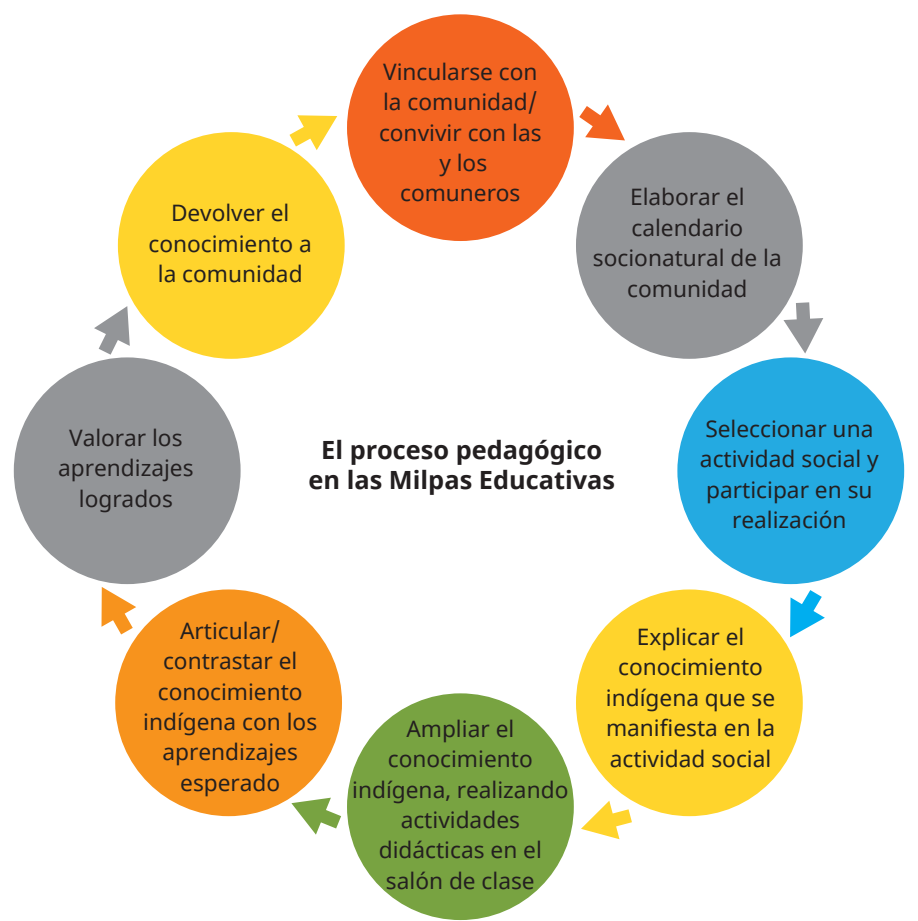 Vincularse con
la comunidad/
convivir con las
y los
comuneros
Elaborar el
calendario
socionatural de la
comunidad
Seleccionar una
actividad social y
participar en su
realización
Explicar el
conocimiento
indígena que se
manifiesta en la
actividad social
Ampliar el
conocimiento
indígena, realizando
actividades
didácticas en el
salón de clase
Articular/
contrastar el
conocimiento
indígena con los
aprendizajes
esperado
Valorar los
aprendizajes
logrados
Devolver el
conocimiento a
la comunidad
El proceso pedagógico
en las Milpas Educativas